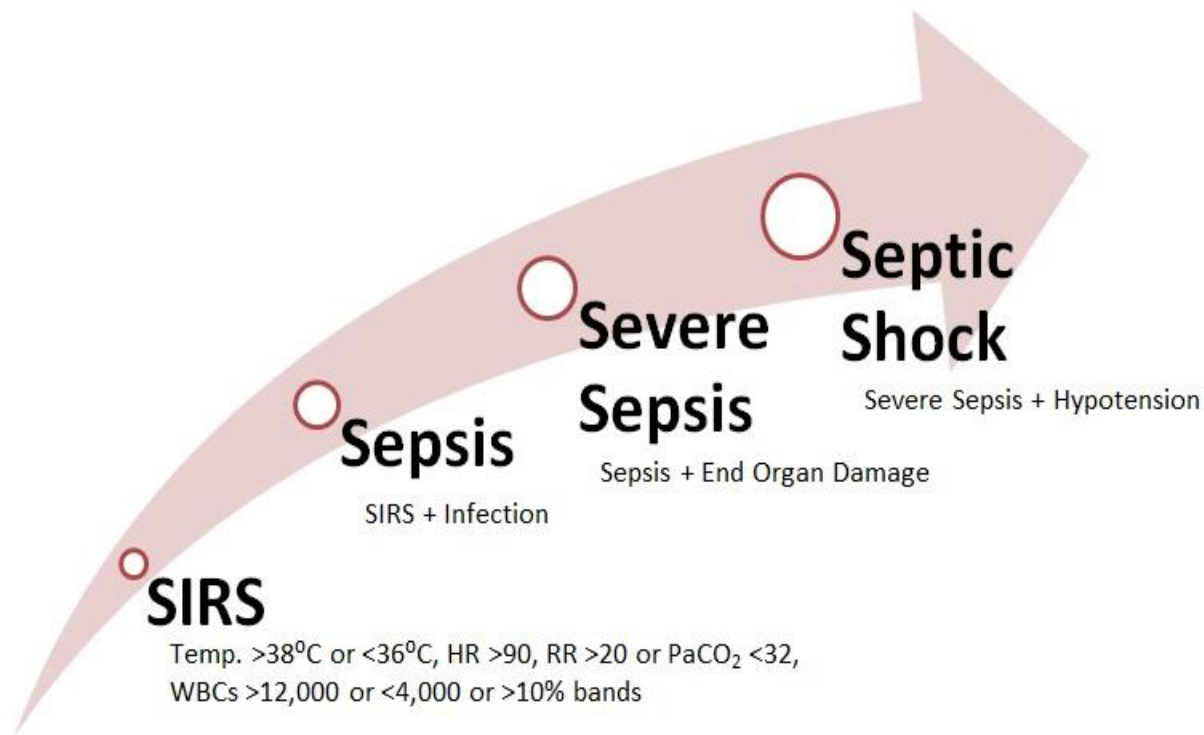 Septic
Shock
Severe Sepsis + Hypotension
Severe
Sepsis
Sepsis + End Organ Damage
Sepsis
SIRS + Infection
SIRS
Temp. >38⁰C or <36⁰C, HR >90, RR >20 or PaCO₂ <32,
WBCs >12,000 or <4,000 or >10% bands